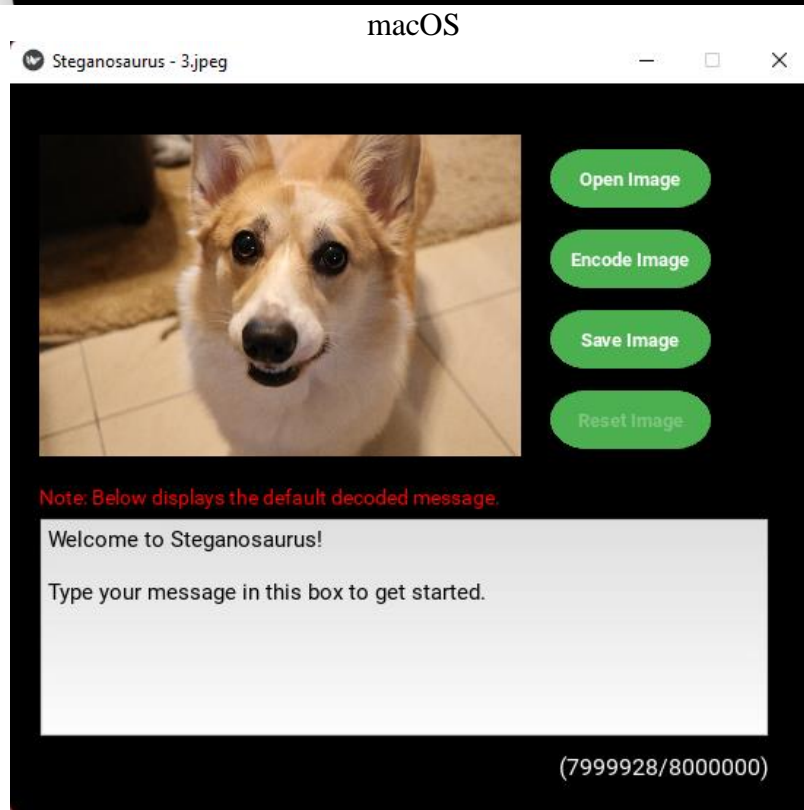 macOS
Steganosaurus - 3.jpeg
Open Image
Encode Image
Save Image
Reset Image
Note: Below displays the default decoded message.
Welcome to Steganosaurus!
Type your message in this box to get started.
(7999928/8000000)